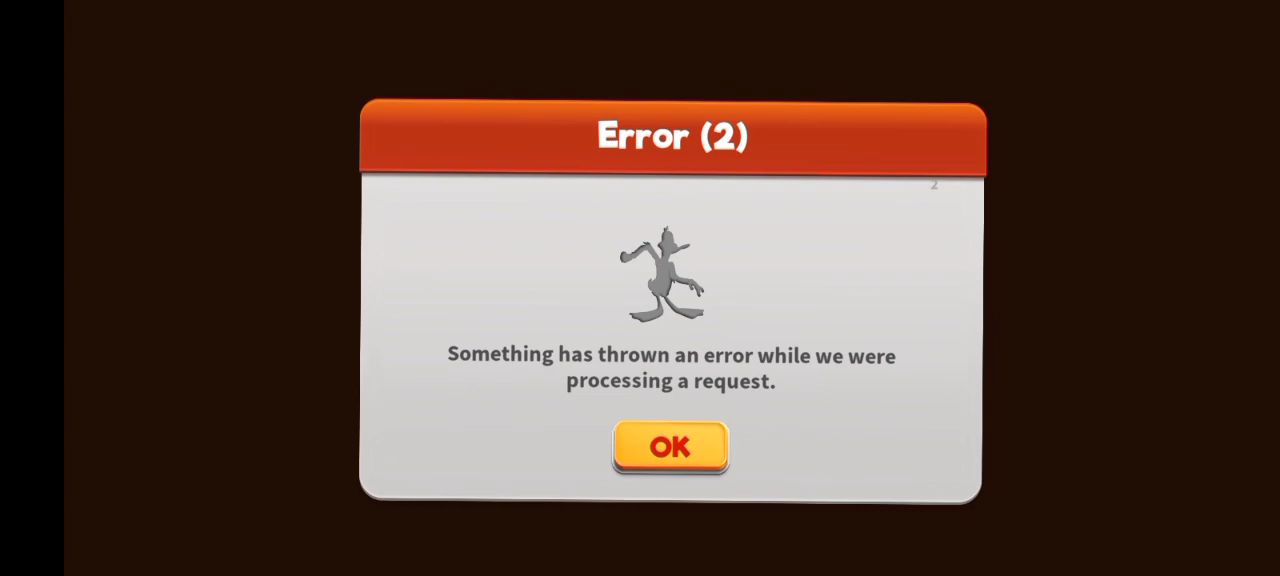 Error (2)
2
Something has thrown an error while we were
processing a request.
OK